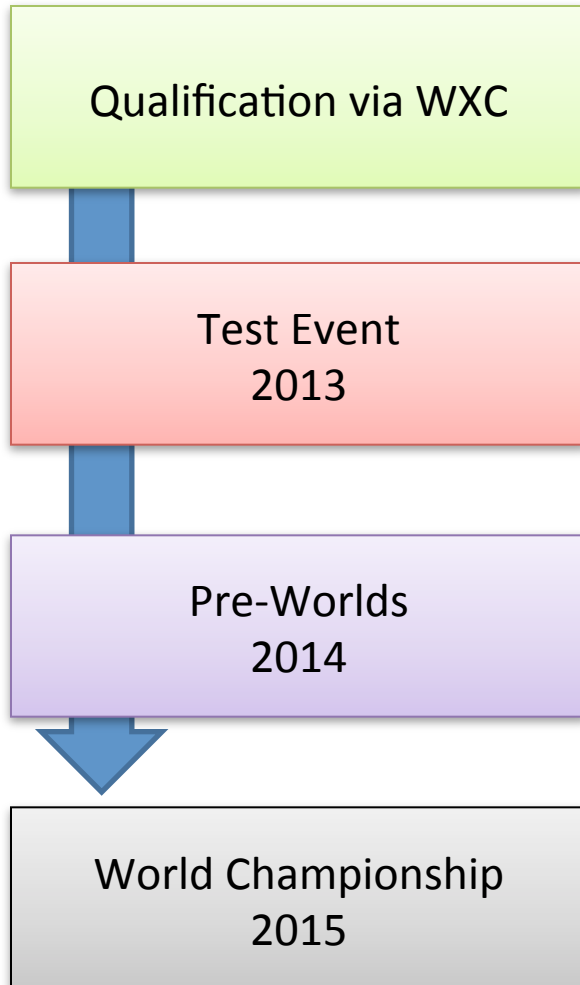 Qualification via WXC
Test Event
2013
Pre-Worlds
2014
World Championship
2015